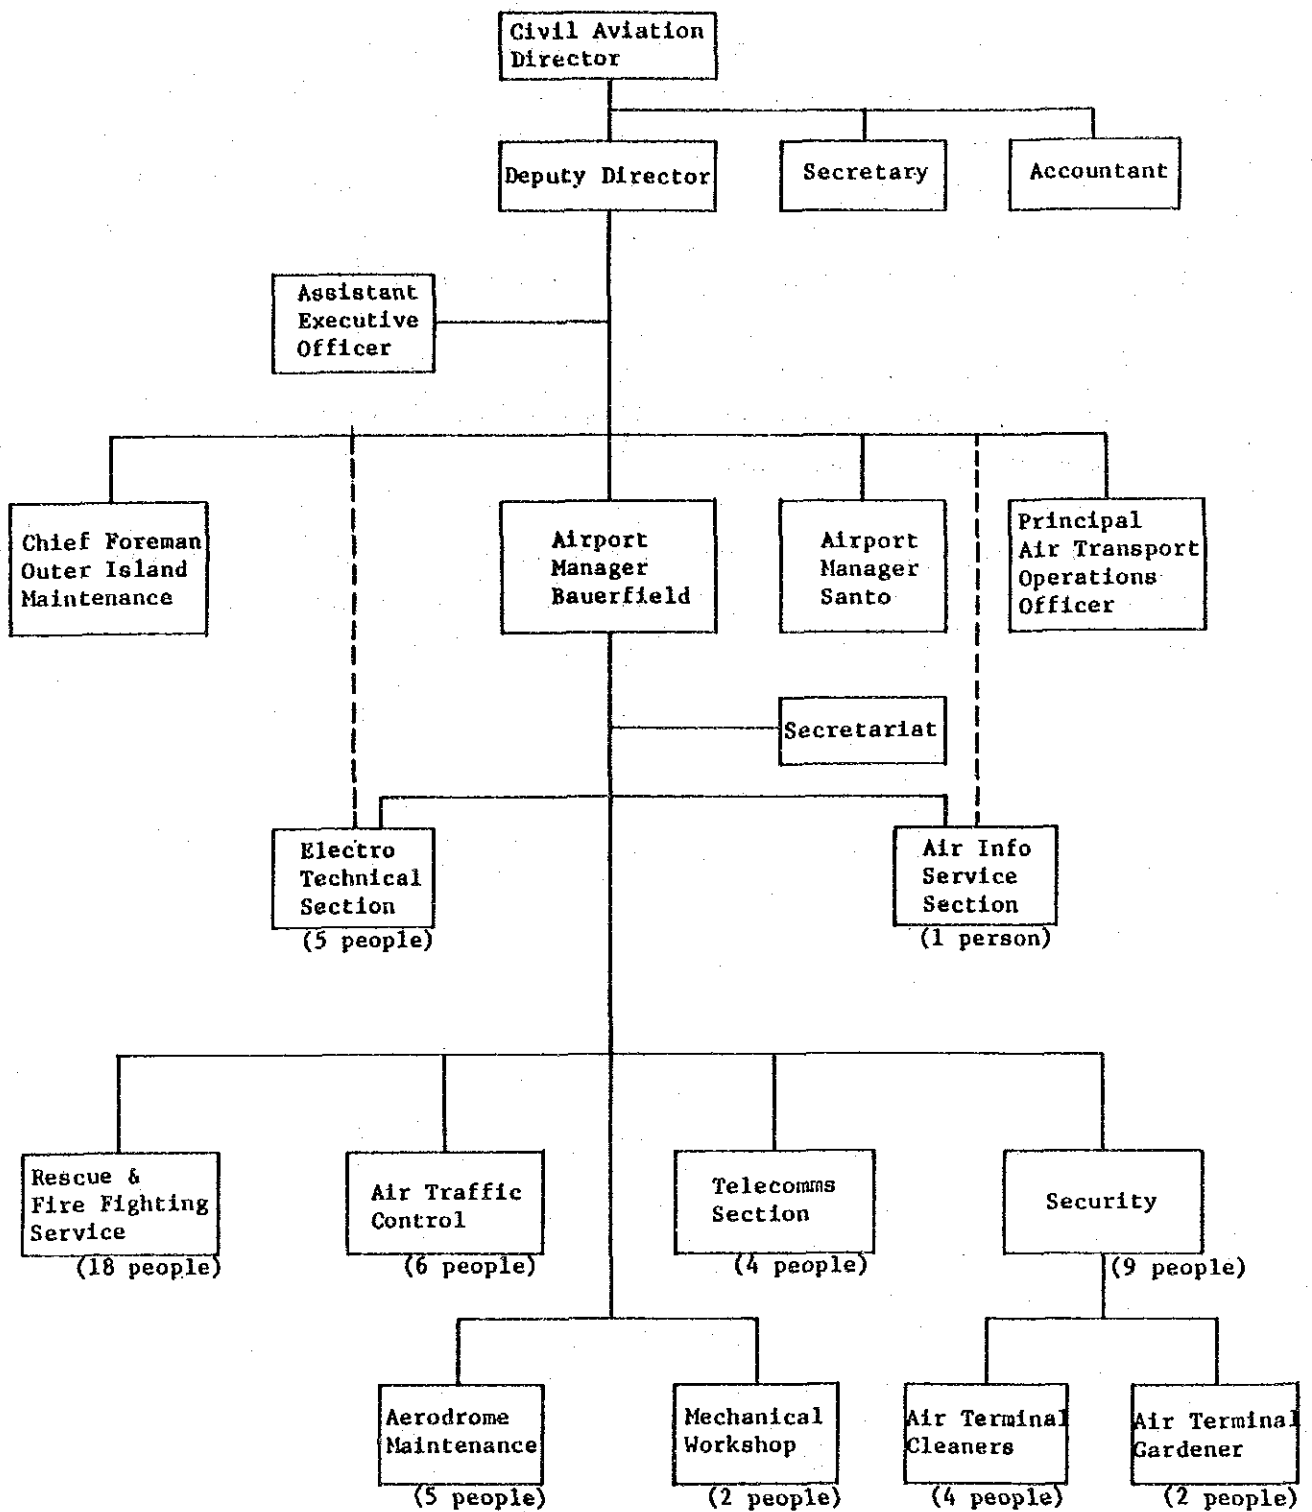 Civil Aviation
Director
Deputy Director
Secretary
Accountant
Assistant
Executive
Officer
Chief Foreman
Outer Island
Maintenance
Airport
Manager
Bauerfield
Airport
Manager
Santo
Principal
Air Transport
Operations
Officer
Secretariat
Electro
Technical
Section
(5 people)
Air Info
Service
Section
(1 person)
Rescue &
Fire Fighting
Service
(18 people)
Air Traffic
Control
(6 people)
Telecomms
Section
(4 people)
Security
(9 people)
Aerodrome
Maintenance
(5 people)
Mechanical
Workshop
(2 people)
Air Terminal
Cleaners
(4 people)
Air Terminal
Gardener
(2 people)